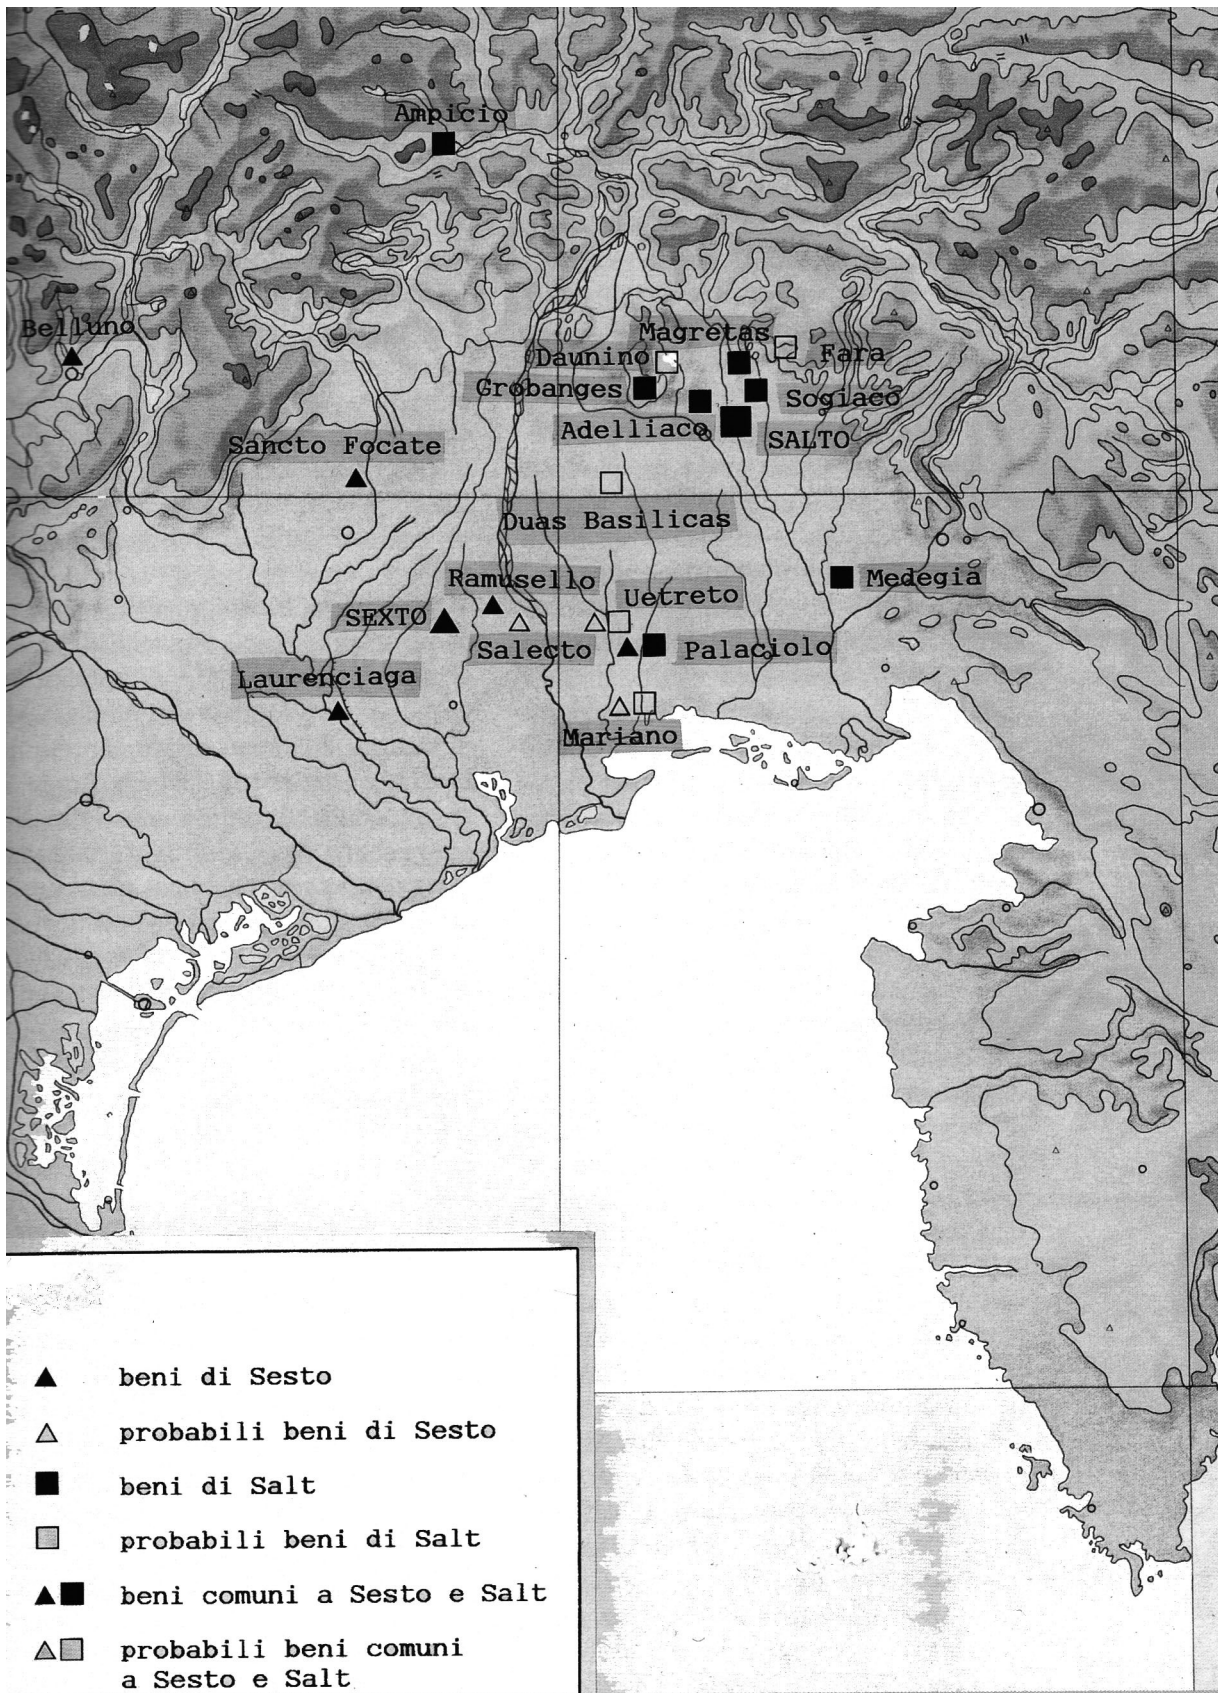 Ampicio
Belluno
Magretas
Daunino
Fara
Grobanges
Sogiaco
Adelliaco
SALTO
Sancto Focate
Duas Basilicas
Ramusello
Medegia
SEXTO
Uetreto
Salecto
Palaciolo
Laurenciaga
Mariano
beni di Sesto
probabili beni di Sesto
beni di Salt
probabili beni di Salt
beni comuni a Sesto e Salt
probabili beni comuni
a Sesto e Salt